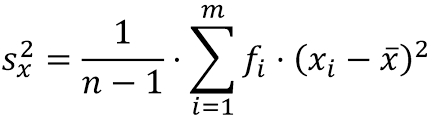 s_x^2 = \frac{1}{n-1} \cdot \sum_{i=1}^{m} f_i \cdot (x_i - \bar{x})^2